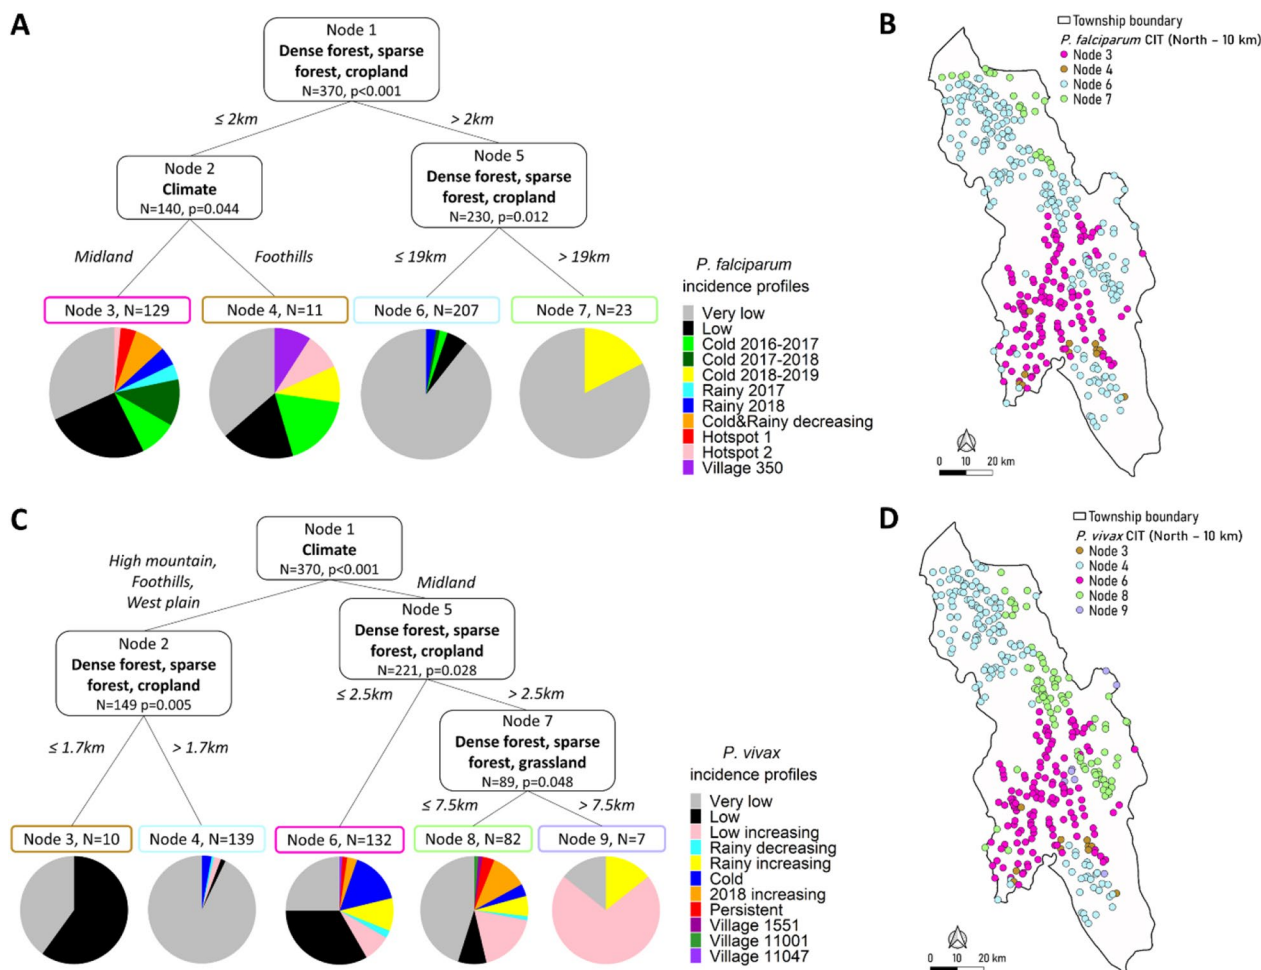 A
Node 1
Dense forest, sparse
forest, cropland
N=370, p<0.001
≤ 2km
> 2km
Node 2
Climate
N=140, p=0.044
Node 5
Dense forest, sparse
forest, cropland
N=230, p=0.012
Midland
Foothills
≤ 19km
> 19km
Node 3, N=129
Node 4, N=11
Node 6, N=207
Node 7, N=23
P. falciparum
incidence profiles
Very low
Low
Cold 2016-2017
Cold 2017-2018
Cold 2018-2019
Rainy 2017
Rainy 2018
Cold&Rainy decreasing
Hotspot 1
Hotspot 2
Village 350
B
Township boundary
P. falciparum CIT (North – 10 km)
Node 3
Node 4
Node 6
Node 7
0 10 20 km
C
Node 1
Climate
N=370, p<0.001
High mountain,
Foothills,
West plain
Midland
Node 2
Dense forest, sparse
forest, cropland
N=149 p=0.005
Node 5
Dense forest, sparse
forest, cropland
N=221, p=0.028
≤ 2.5km
> 2.5km
Node 7
Dense forest, sparse
forest, grassland
N=89, p=0.048
≤ 1.7km
> 1.7km
≤ 7.5km
> 7.5km
Node 3, N=10
Node 4, N=139
Node 6, N=132
Node 8, N=82
Node 9, N=7
P. vivax
incidence profiles
Very low
Low
Low increasing
Rainy decreasing
Rainy increasing
Cold
2018 increasing
Persistent
Village 1551
Village 11001
Village 11047
D
Township boundary
P. vivax CIT (North – 10 km)
Node 3
Node 4
Node 6
Node 8
Node 9
0 10 20 km